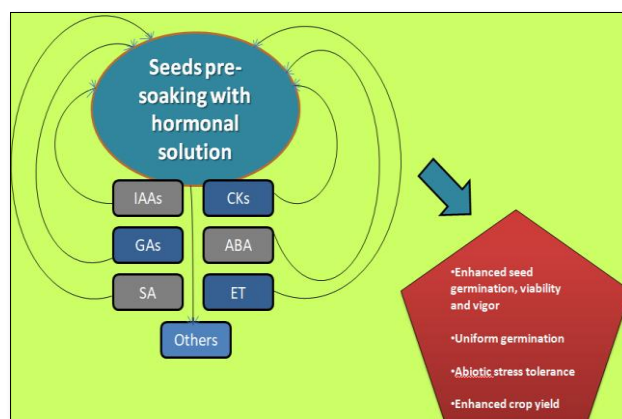 Seeds pre-
soaking with
hormonal
solution
IAAs
CKs
GAs
ABA
SA
ET
Others
•Enhanced seed
germination, viability
and vigor
•Uniform germination
•Abiotic stress tolerance
•Enhanced crop yield